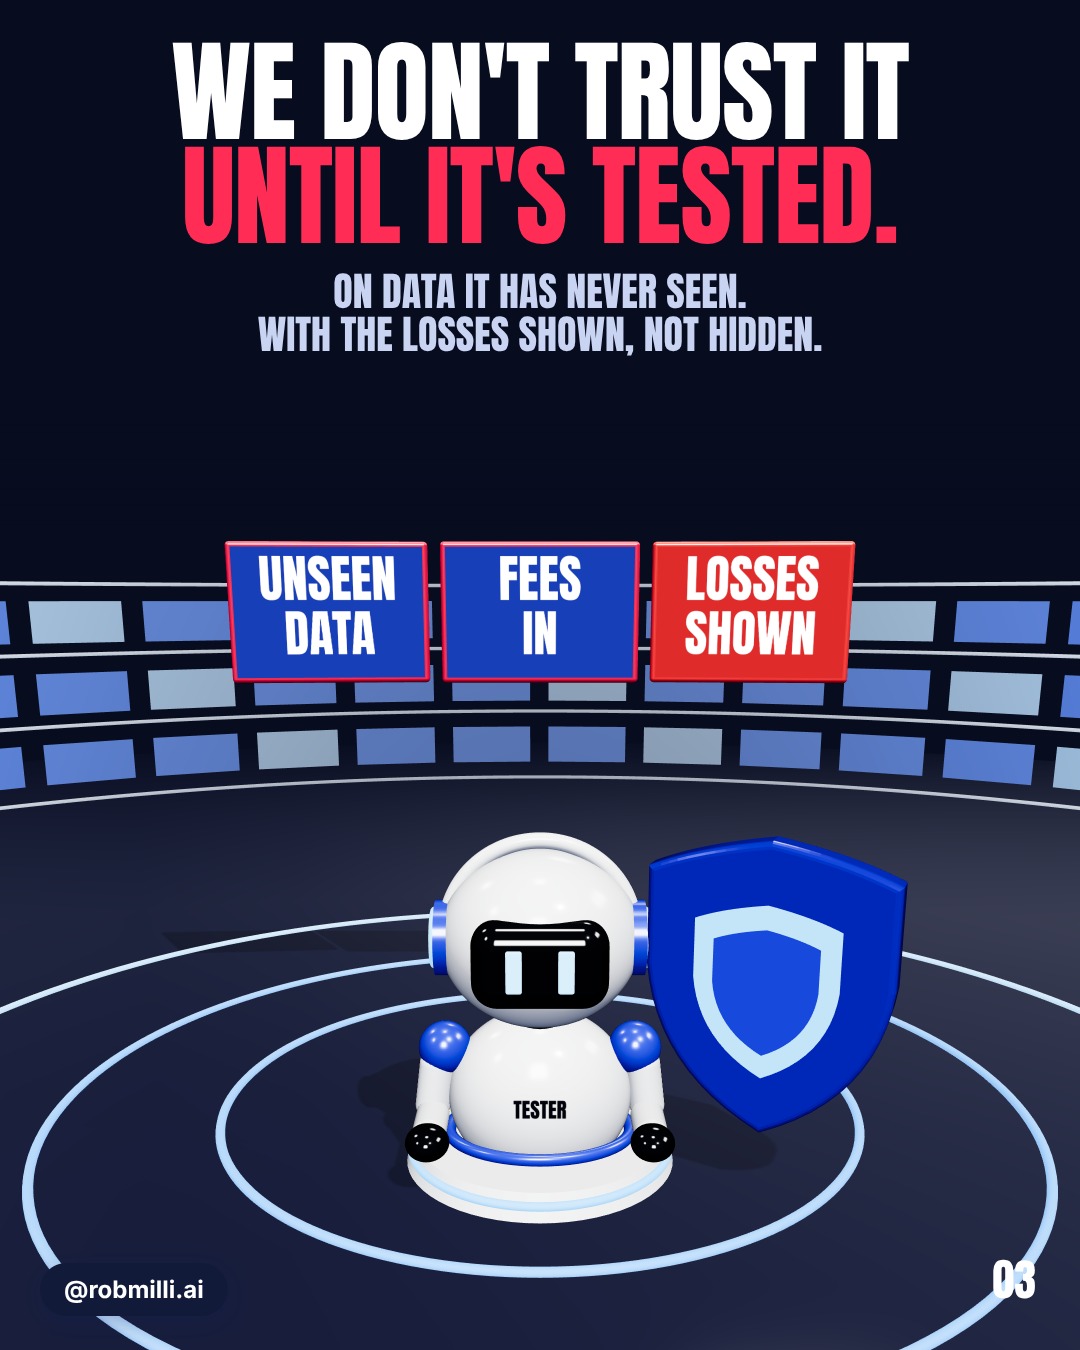 WE DON'T TRUST IT
UNTIL IT'S TESTED.
ON DATA IT HAS NEVER SEEN.
WITH THE LOSSES SHOWN, NOT HIDDEN.
UNSEEN
DATA
FEES
IN
LOSSES
SHOWN
TESTER
@robmilli.ai
03